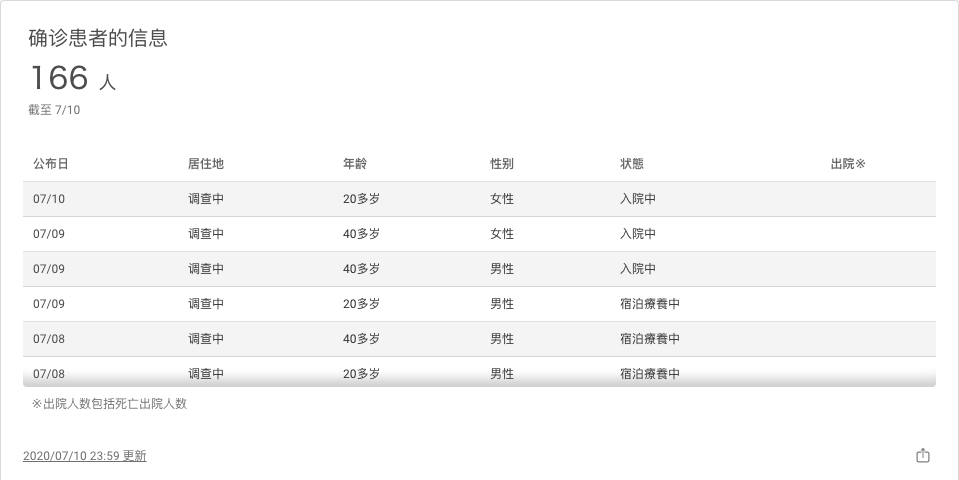 确诊患者的信息
166 人
截至 7/10
公布日 居住地 年龄 性别 状態 出院※
07/10 调查中 20多岁 女性 入院中
07/09 调查中 40多岁 女性 入院中
07/09 调查中 40多岁 男性 入院中
07/09 调查中 20多岁 男性 宿泊療養中
07/08 调查中 40多岁 男性 宿泊療養中
07/08 调查中 20多岁 男性 宿泊療養中
※出院人数包括死亡出院人数
2020/07/10 23:59 更新